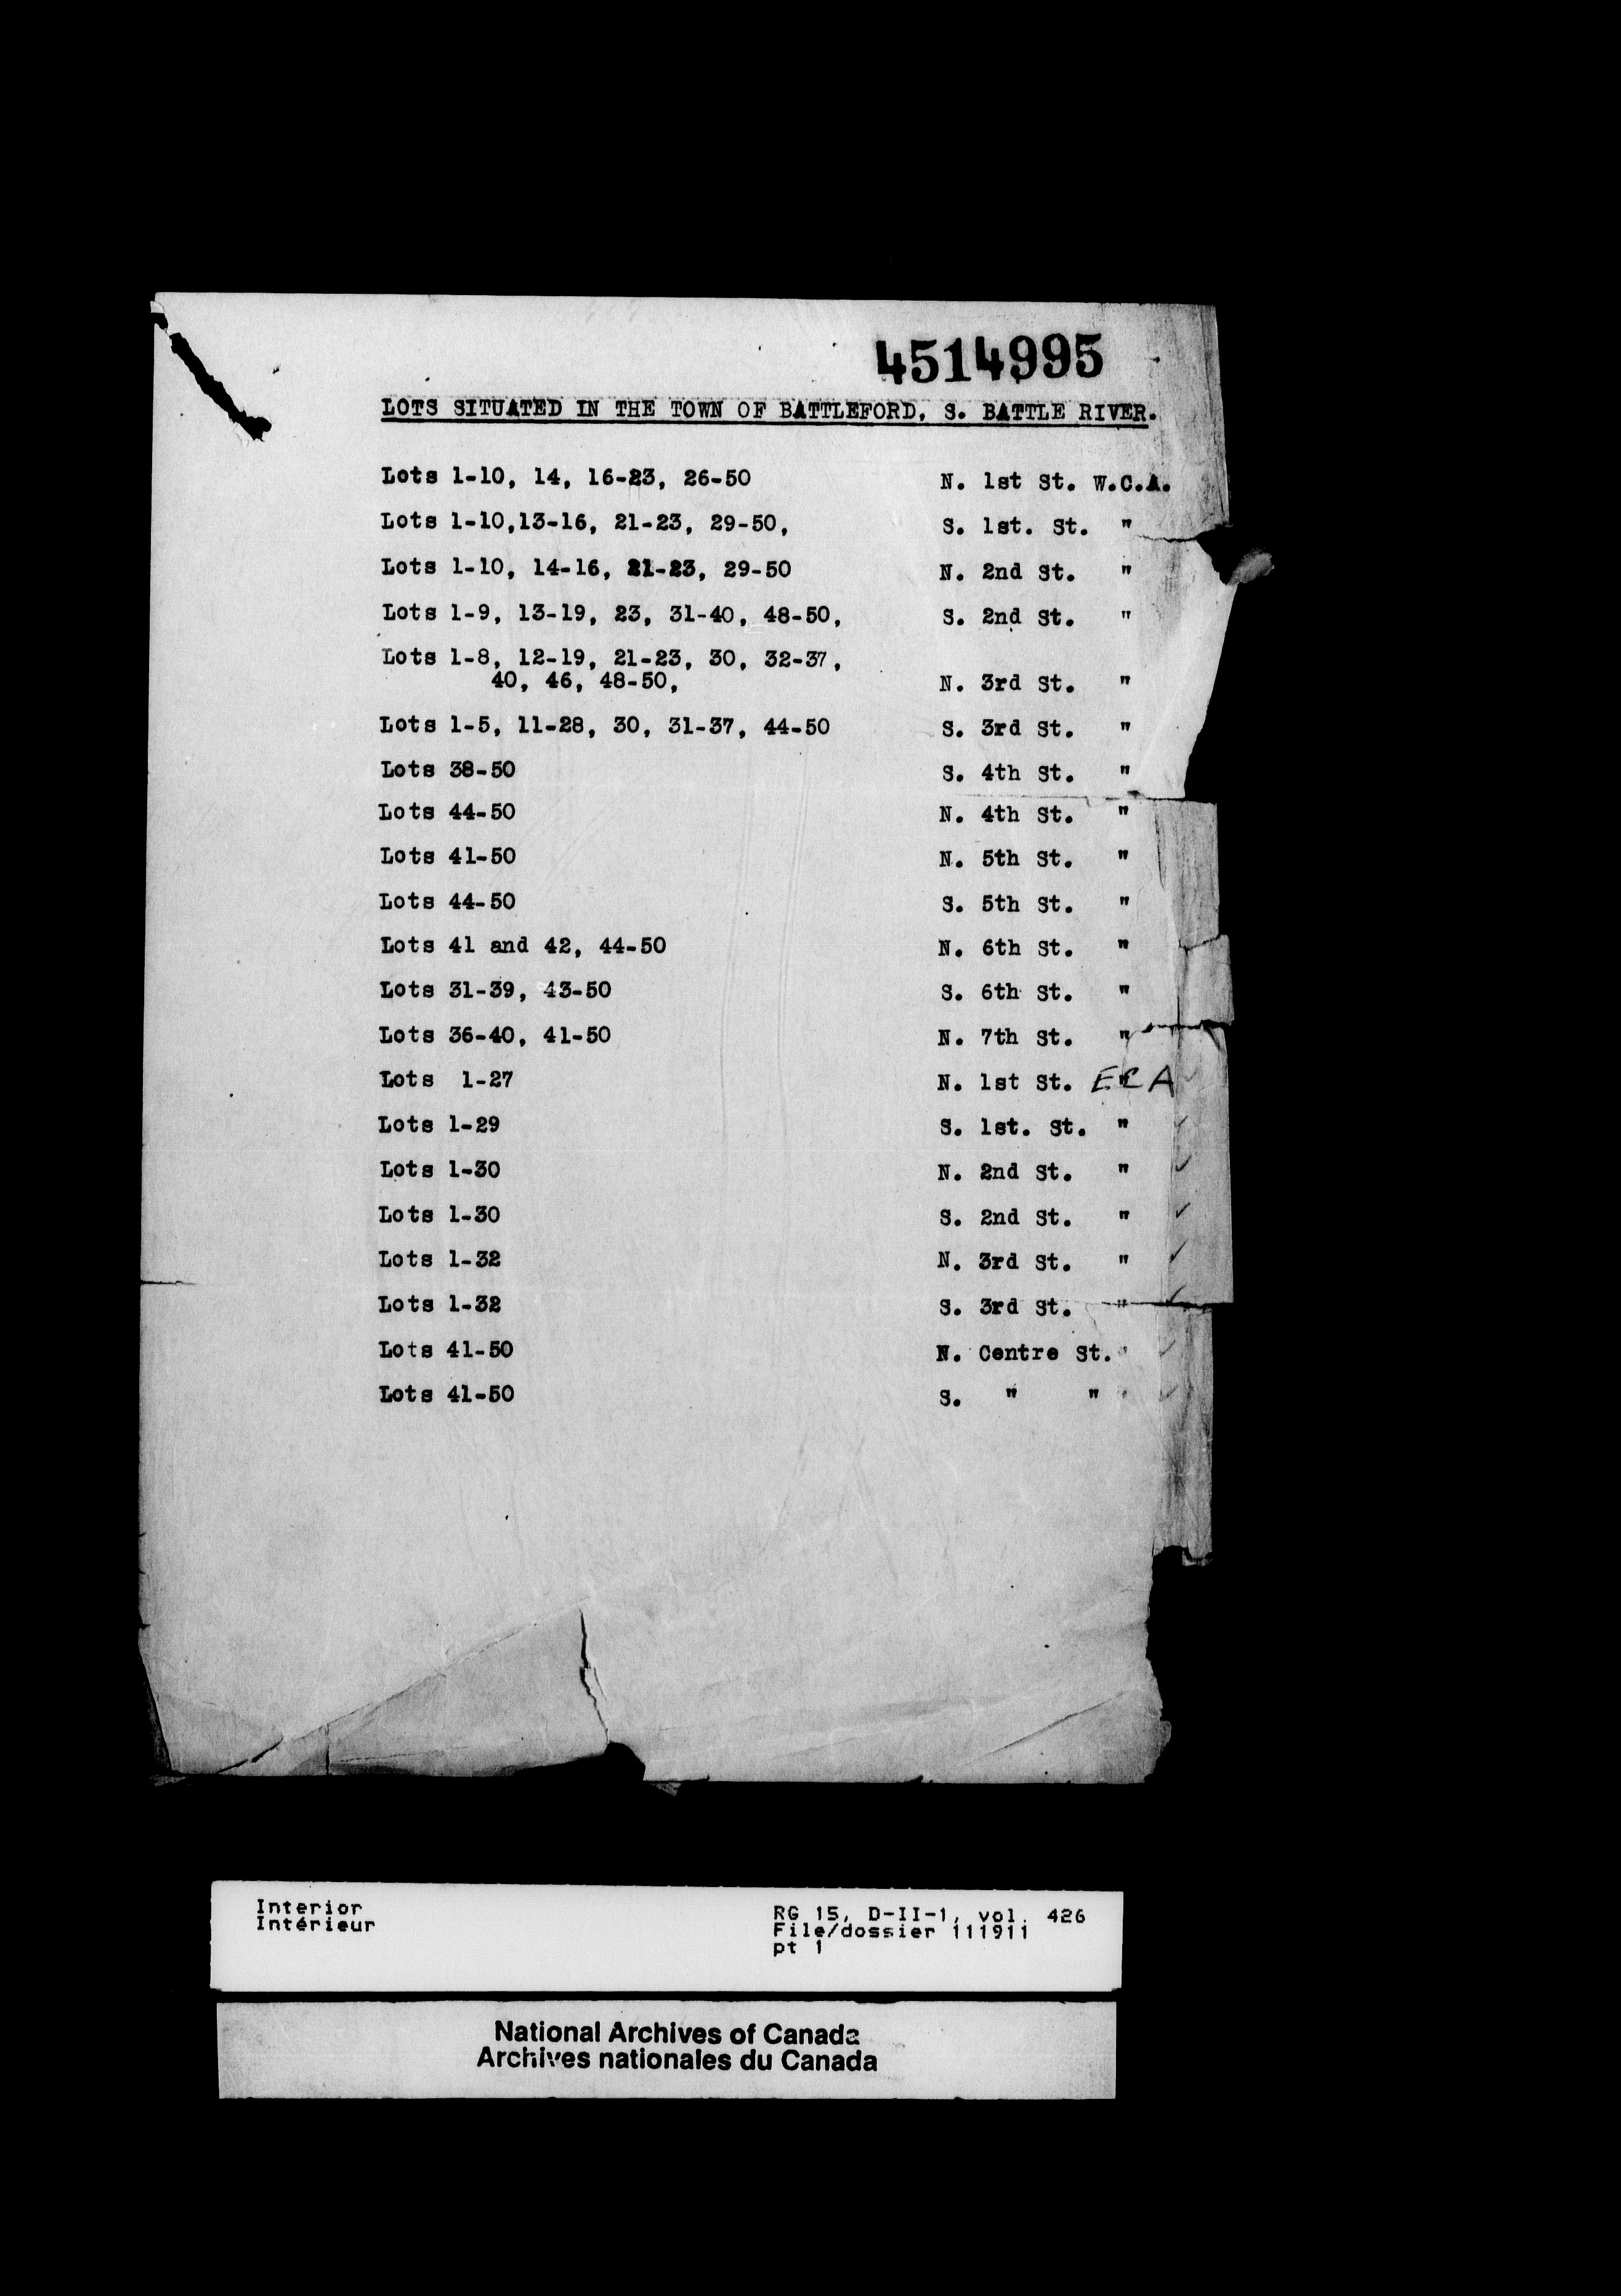 4514995
LOTS SITUATED IN THE TOWN OF BATTLEFORD, S. BATTLE RIVER.
Lots 1-10, 14, 16-23, 26-50 N. 1st St. W.C.A.
Lots 1-10,13-16, 21-23, 29-50, S. 1st. St. "
Lots 1-10, 14-16, 21-23, 29-50 N. 2nd St. "
Lots 1-9, 13-19, 23, 31-40, 48-50, S. 2nd St. "
Lots 1-8, 12-19, 21-23, 30, 32-37,
40, 46, 48-50, N. 3rd St. "
Lots 1-5, 11-28, 30, 31-37, 44-50 S. 3rd St. "
Lots 38-50 S. 4th St. "
Lots 44-50 N. 4th St. "
Lots 41-50 N. 5th St. "
Lots 44-50 S. 5th St. "
Lots 41 and 42, 44-50 N. 6th St. "
Lots 31-39, 43-50 S. 6th St. "
Lots 36-40, 41-50 N. 7th St. "
Lots 1-27 N. 1st St. " E C A ✓
Lots 1-29 S. 1st. St. " ✓
Lots 1-30 N. 2nd St. " ✓
Lots 1-30 S. 2nd St. " ✓
Lots 1-32 N. 3rd St. " ✓
Lots 1-32 S. 3rd St. " ✓
Lots 41-50 N. Centre St. " ✓
Lots 41-50 S. " " " ✓
Interior
Intérieur
RG 15, D-II-1, vol. 426
File/dossier 111911
pt 1
National Archives of Canada
Archives nationales du Canada